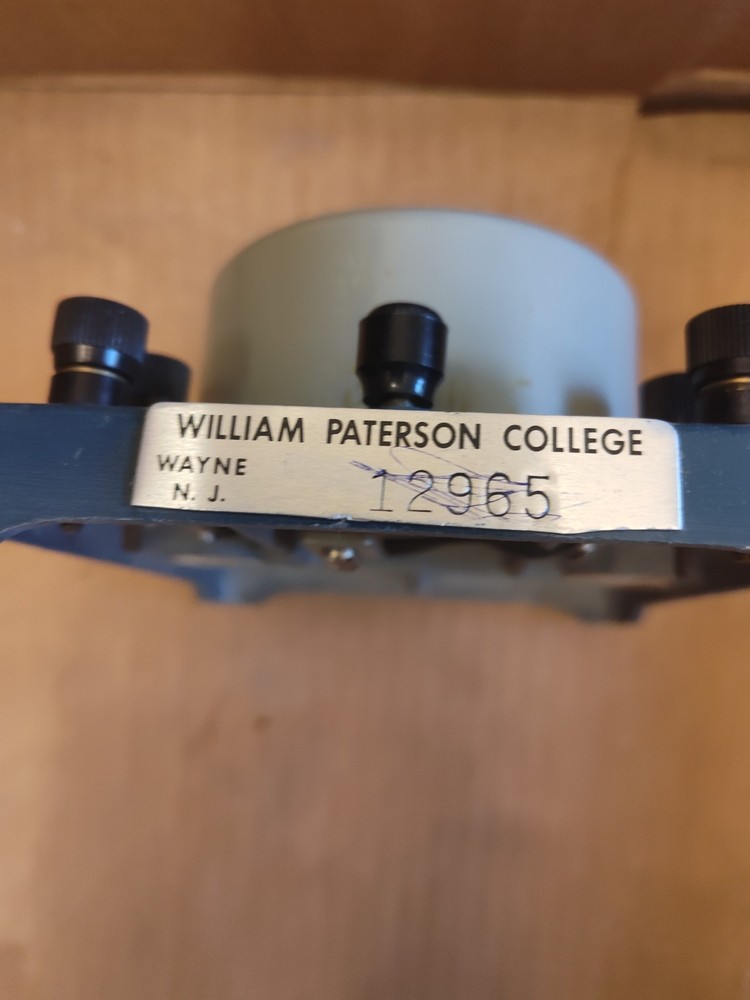 WILLIAM PATERSON COLLEGE
WAYNE
N. J.
12965